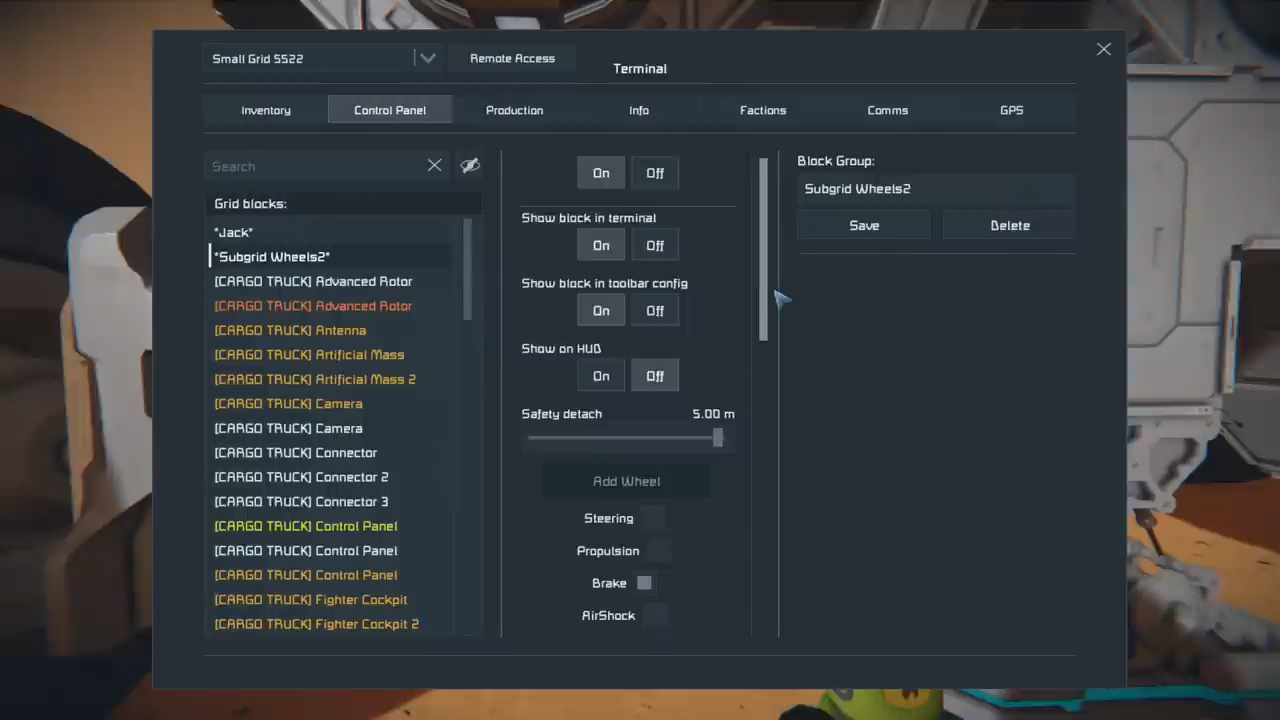 Small Grid 5522
Remote Access
Terminal
Inventory
Control Panel
Production
Info
Factions
Comms
GPS
Search
Grid blocks:
*Jack*
*Subgrid Wheels2*
[CARGO TRUCK] Advanced Rotor
[CARGO TRUCK] Advanced Rotor
[CARGO TRUCK] Antenna
[CARGO TRUCK] Artificial Mass
[CARGO TRUCK] Artificial Mass 2
[CARGO TRUCK] Camera
[CARGO TRUCK] Camera
[CARGO TRUCK] Connector
[CARGO TRUCK] Connector 2
[CARGO TRUCK] Connector 3
[CARGO TRUCK] Control Panel
[CARGO TRUCK] Control Panel
[CARGO TRUCK] Control Panel
[CARGO TRUCK] Fighter Cockpit
[CARGO TRUCK] Fighter Cockpit 2
On Off
Show block in terminal
On Off
Show block in toolbar config
On Off
Show on HUD
On Off
Safety detach 5.00 m
Add Wheel
Steering
Propulsion
Brake
AirShock
Block Group:
Subgrid Wheels2
Save Delete